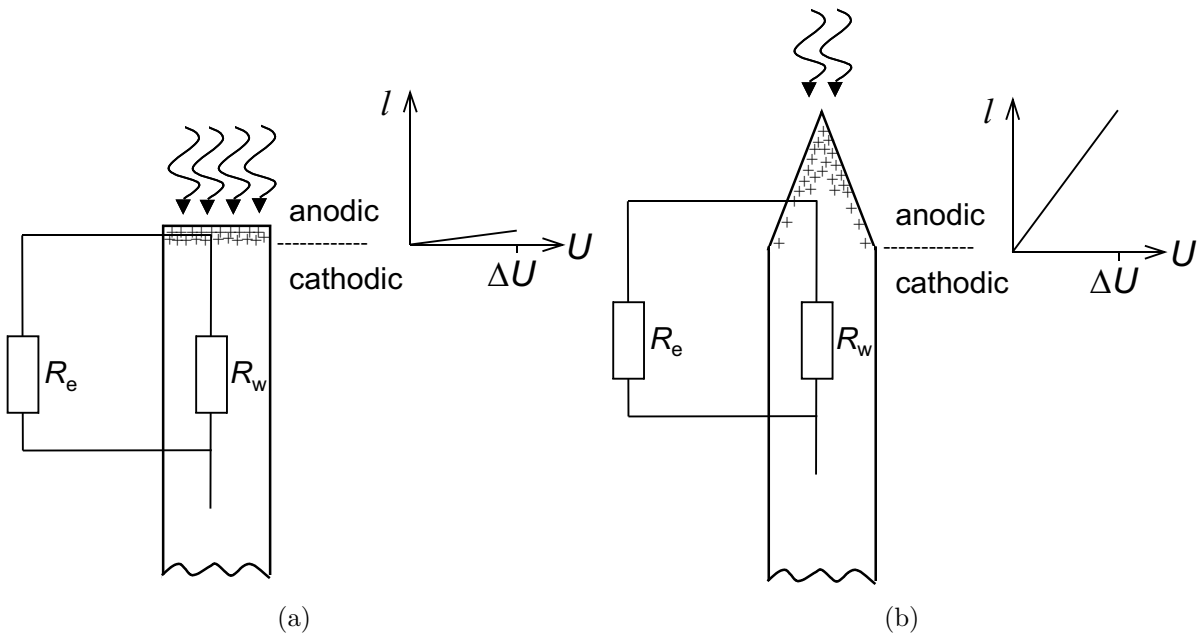 l
anodic
cathodic
U
ΔU
Re
Rw
(a)
l
anodic
cathodic
U
ΔU
Re
Rw
(b)